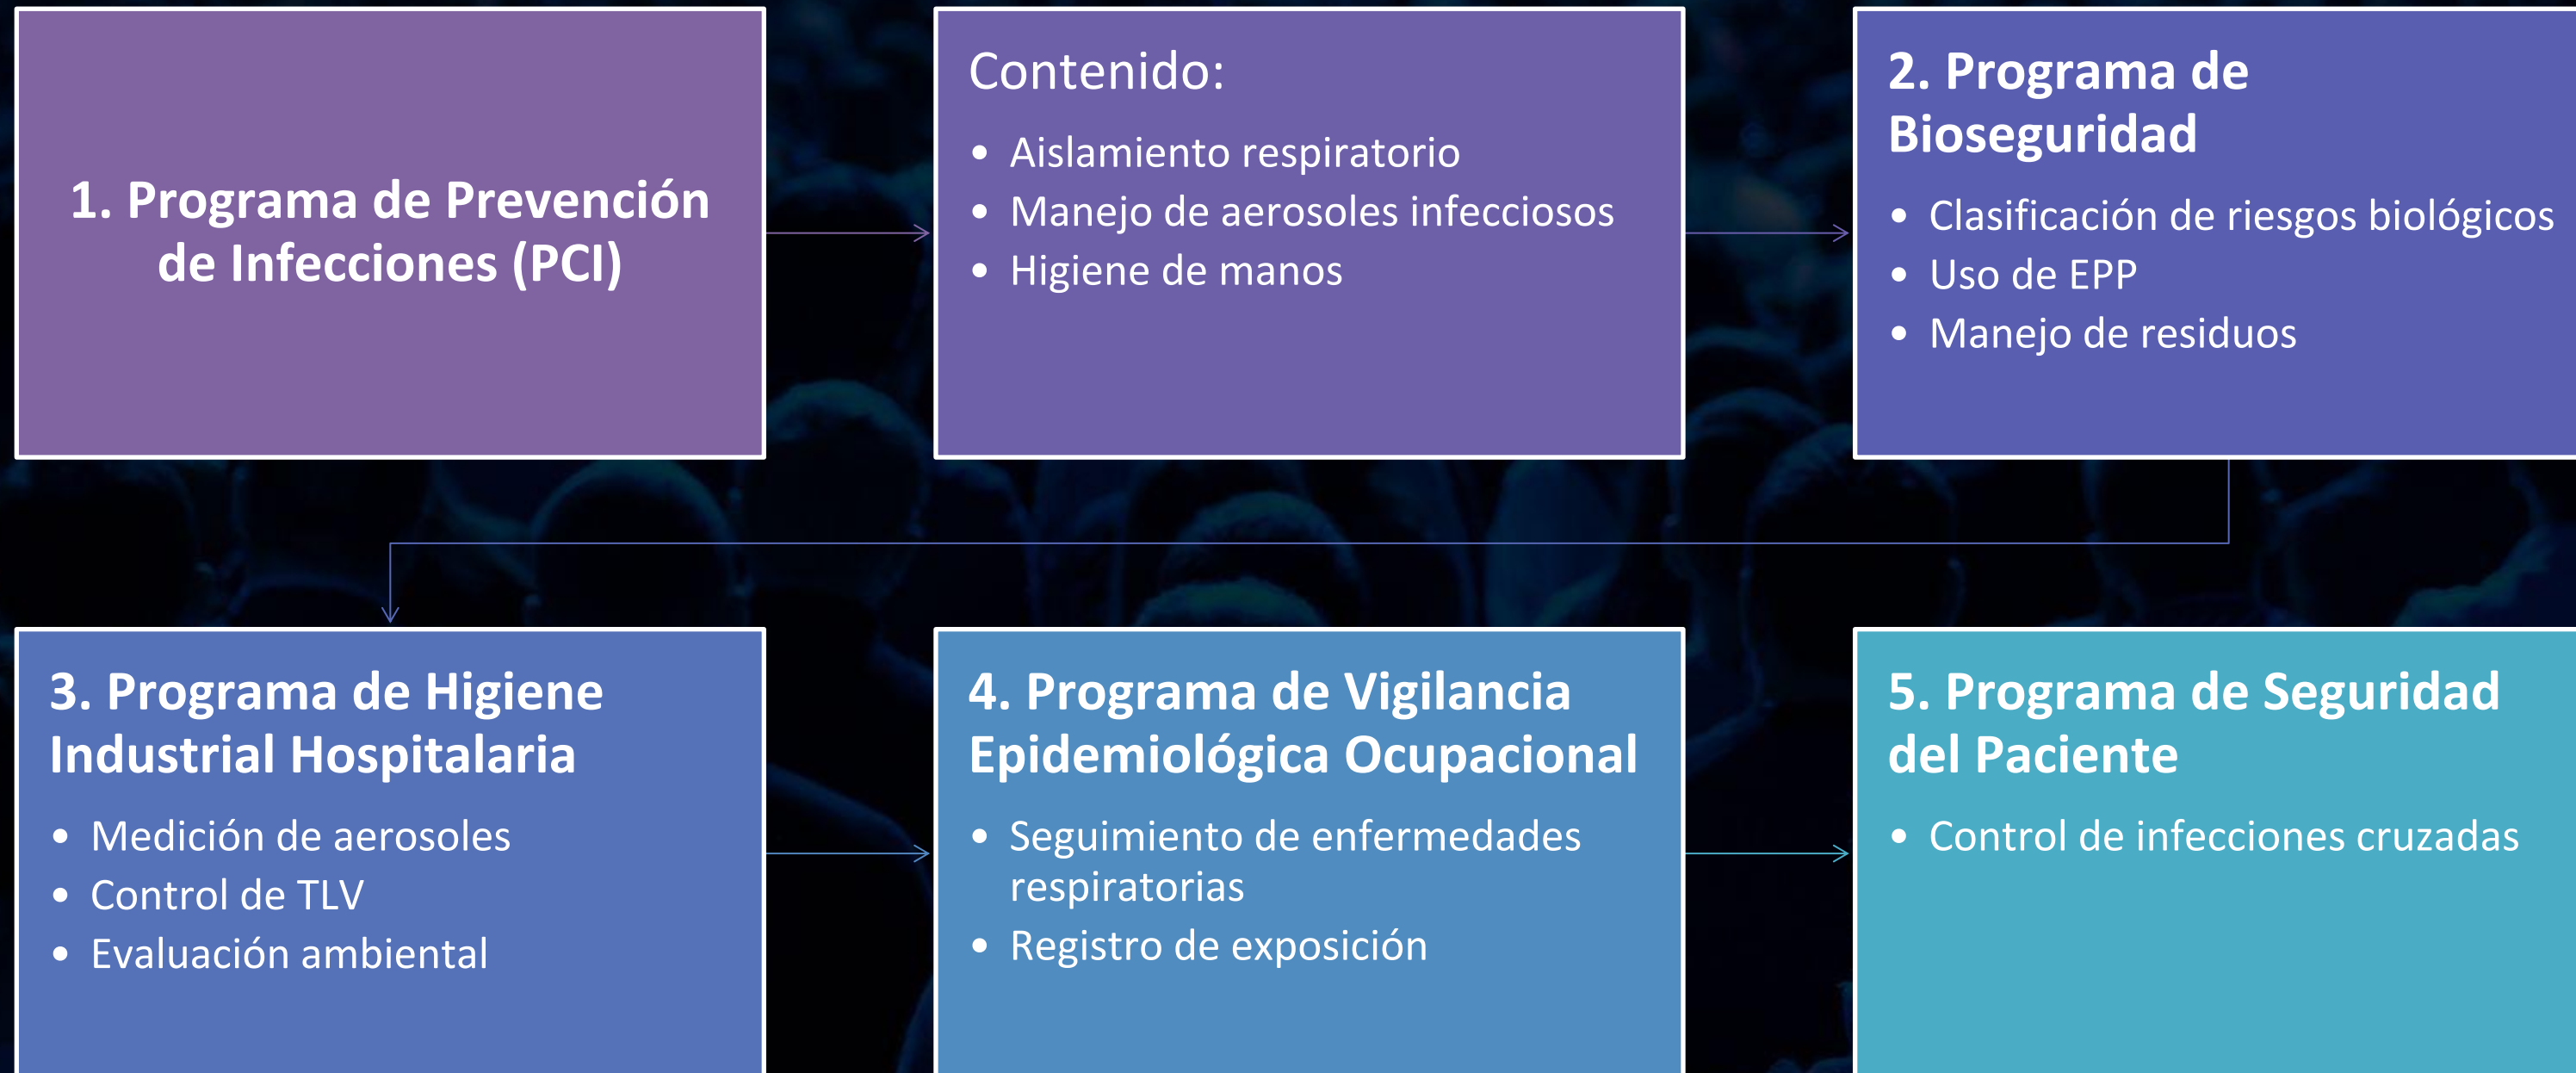 1. Programa de Prevención
de Infecciones (PCI)
Contenido:
• Aislamiento respiratorio
• Manejo de aerosoles infecciosos
• Higiene de manos
2. Programa de
Bioseguridad
• Clasificación de riesgos biológicos
• Uso de EPP
• Manejo de residuos
3. Programa de Higiene
Industrial Hospitalaria
• Medición de aerosoles
• Control de TLV
• Evaluación ambiental
4. Programa de Vigilancia
Epidemiológica Ocupacional
• Seguimiento de enfermedades
respiratorias
• Registro de exposición
5. Programa de Seguridad
del Paciente
• Control de infecciones cruzadas